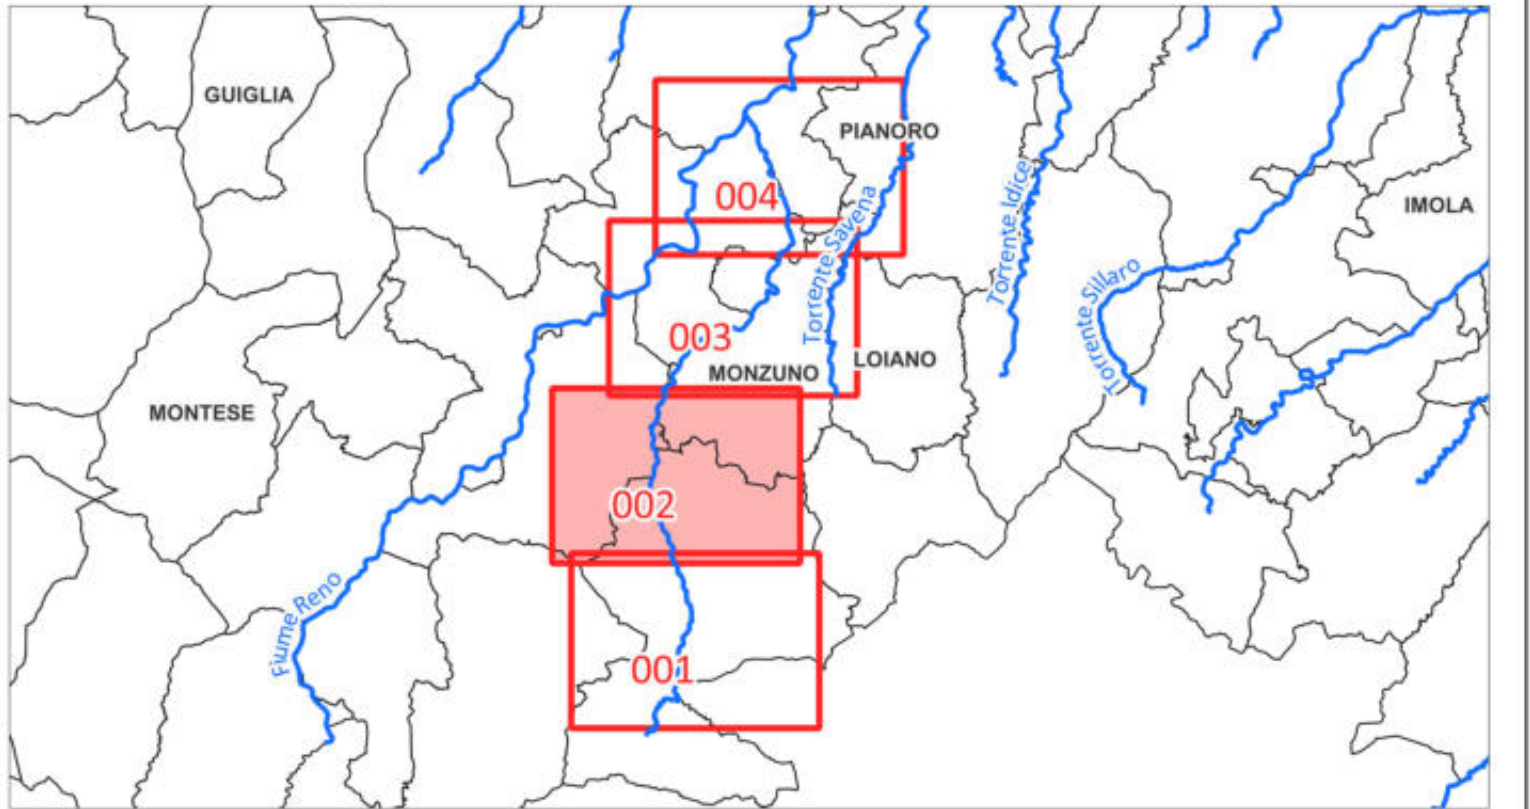 GUIGLIA
PIANORO
004
IMOLA
Torrente Savena
Torrente Idice
Torrente Sillaro
003
MONZUNO
LOIANO
MONTESE
002
Fiume Reno
001